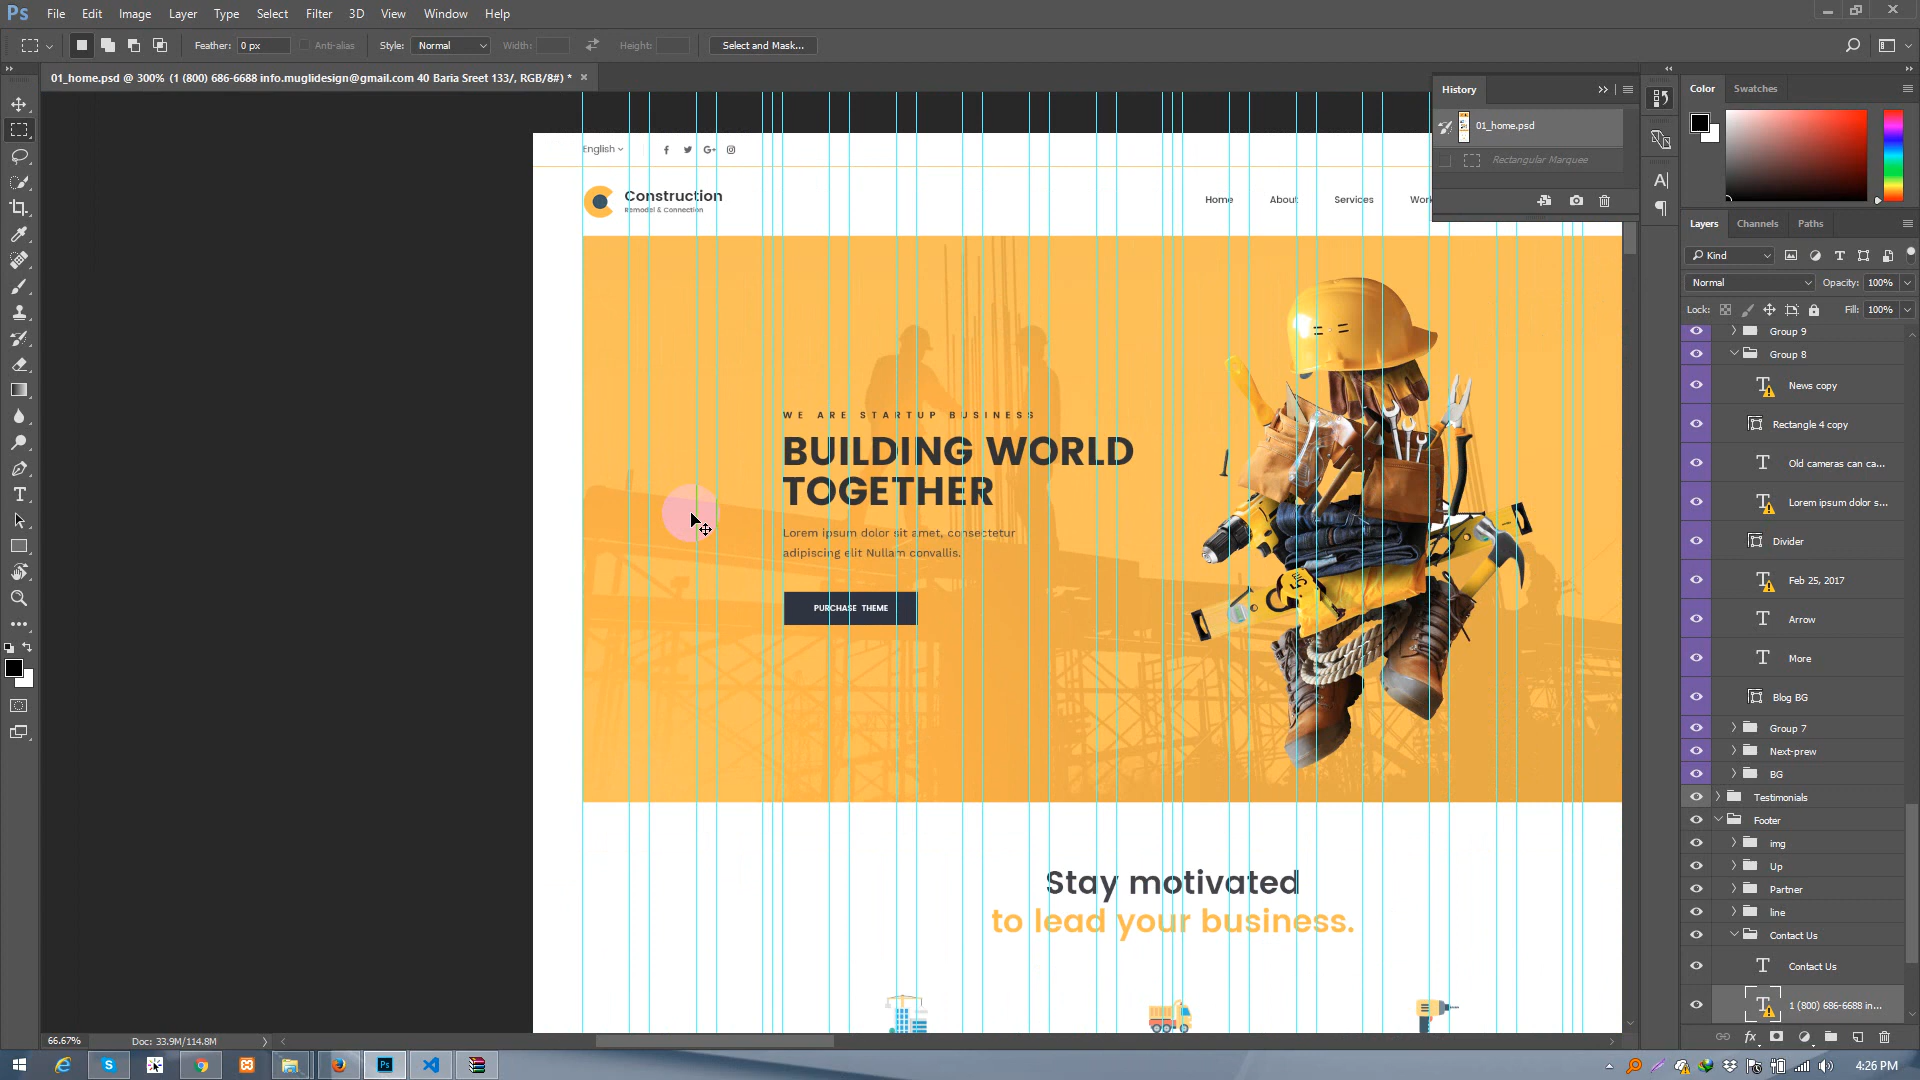 Ps File Edit Image Layer Type Select Filter 3D View Window Help
Feather: 0 px Anti-alias Style: Normal Width: Height: Select and Mask...
01_home.psd @ 300% (1 (800) 686-6688 info.muglidesign@gmail.com 40 Baria Sreet 133/, RGB/8#) *
History
01_home.psd
Rectangular Marquee
Color Swatches
Layers Channels Paths
Kind
Normal Opacity: 100%
Lock: Fill: 100%
Group 9
Group 8
News copy
Rectangle 4 copy
Old cameras can ca...
Lorem ipsum dolor s...
Divider
Feb 25, 2017
Arrow
More
Blog BG
Group 7
Next-prew
BG
Testimonials
Footer
img
Up
Partner
line
Contact Us
Contact Us
1 (800) 686-6688 in...
English
Construction
Remodel & Connection
Home About Services Work
WE ARE STARTUP BUSINESS
BUILDING WORLD
TOGETHER
Lorem ipsum dolor sit amet, consectetur
adipiscing elit Nullam convallis.
PURCHASE THEME
Stay motivated
to lead your business.
66.67% Doc: 33.9M/114.8M
4:26 PM